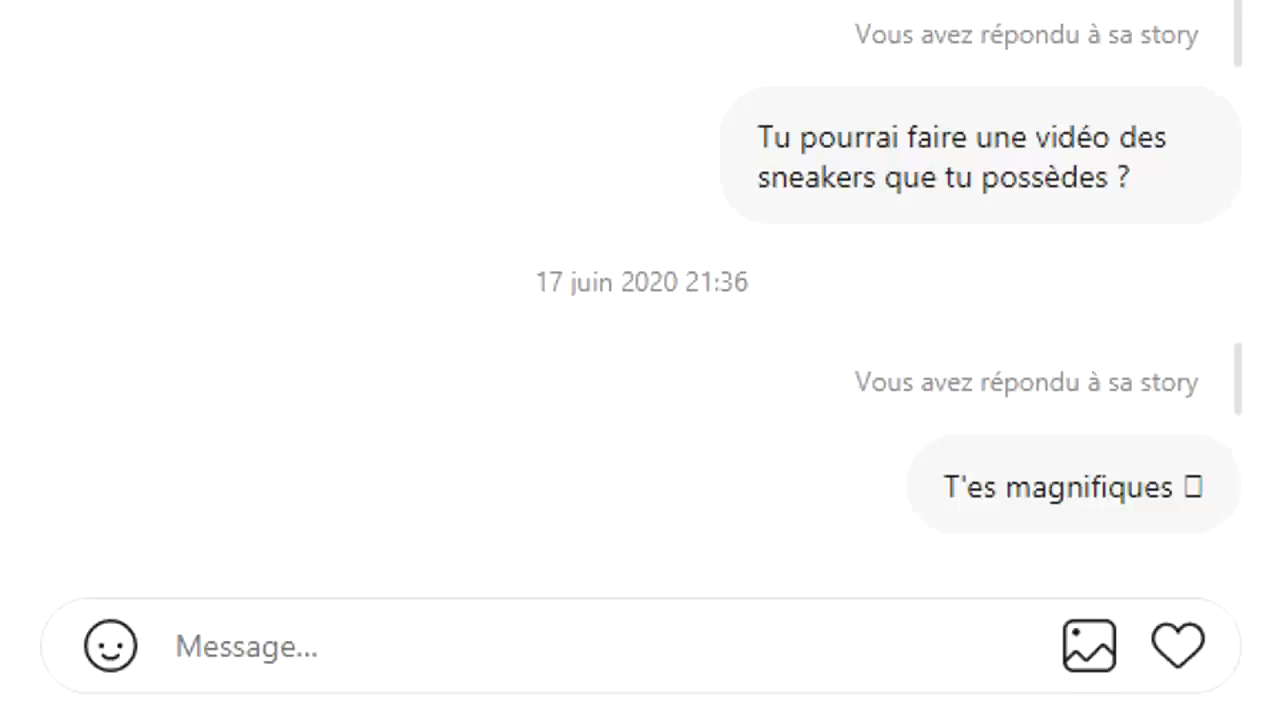 Vous avez répondu à sa story
Tu pourrai faire une vidéo des
sneakers que tu possèdes ?
17 juin 2020 21:36
Vous avez répondu à sa story
T'es magnifiques
Message...